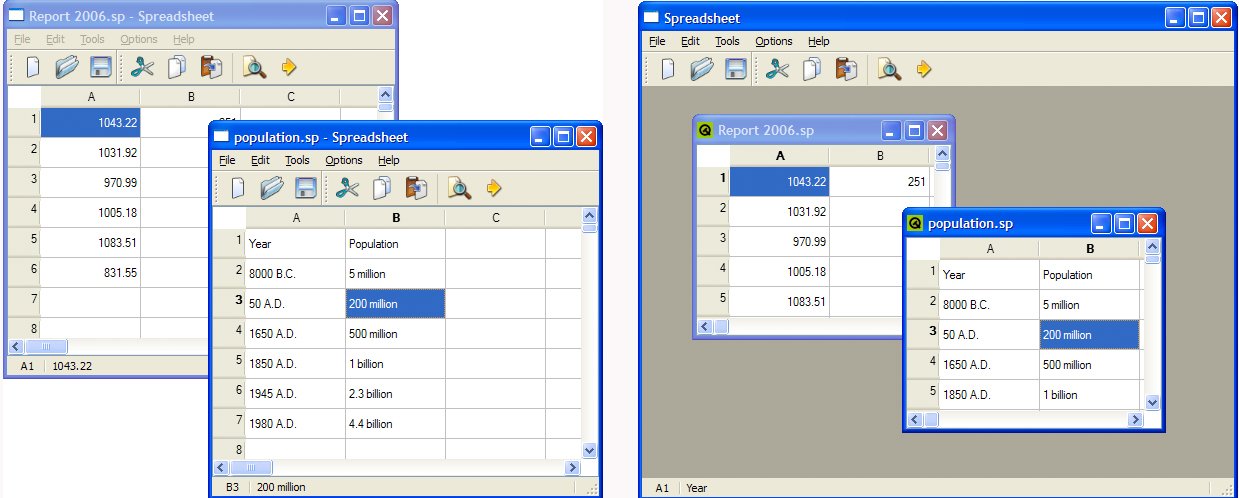 Report 2006.sp - Spreadsheet
File Edit Tools Options Help
A B C
1 1043.22 251
2 1031.92
3 970.99
4 1005.18
5 1083.51
6 831.55
7
8
A1 1043.22
population.sp - Spreadsheet
File Edit Tools Options Help
A B C
1 Year Population
2 8000 B.C. 5 million
3 50 A.D. 200 million
4 1650 A.D. 500 million
5 1850 A.D. 1 billion
6 1945 A.D. 2.3 billion
7 1980 A.D. 4.4 billion
8
B3 200 million
Spreadsheet
File Edit Tools Options Help
Report 2006.sp
A B
1 1043.22 251
2 1031.92
3 970.99
4 1005.18
5 1083.51
population.sp
A B
1 Year Population
2 8000 B.C. 5 million
3 50 A.D. 200 million
4 1650 A.D. 500 million
5 1850 A.D. 1 billion
A1 Year